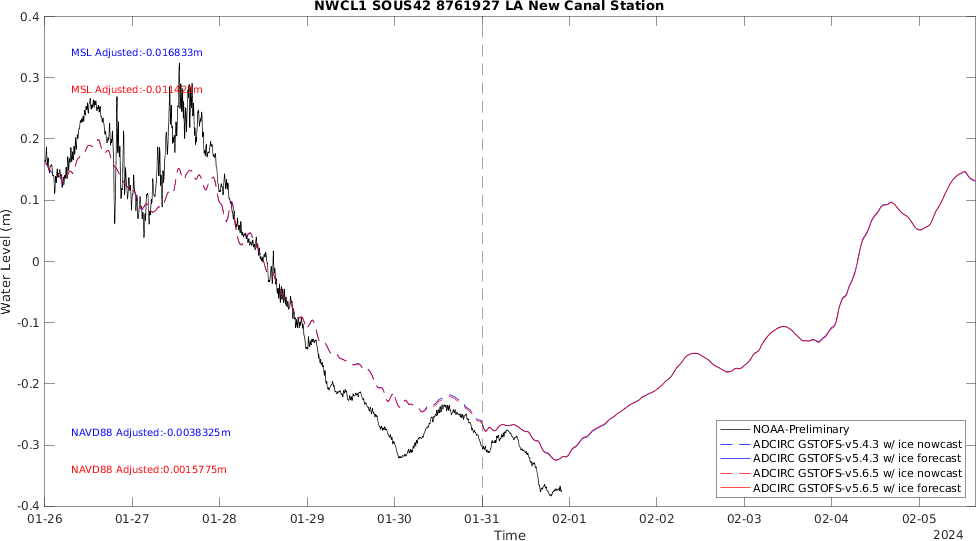 NWCL1 SOUS42 8761927 LA New Canal Station
0.4
0.3
0.2
0.1
0
-0.1
-0.2
-0.3
-0.4
Water Level (m)
MSL Adjusted:-0.016833m
MSL Adjusted:-0.011421m
NAVD88 Adjusted:-0.0038325m
NAVD88 Adjusted:0.0015775m
NOAA-Preliminary
ADCIRC GSTOFS-v5.4.3 w/ ice nowcast
ADCIRC GSTOFS-v5.4.3 w/ ice forecast
ADCIRC GSTOFS-v5.6.5 w/ ice nowcast
ADCIRC GSTOFS-v5.6.5 w/ ice forecast
01-26 01-27 01-28 01-29 01-30 01-31 02-01 02-02 02-03 02-04 02-05
Time
2024